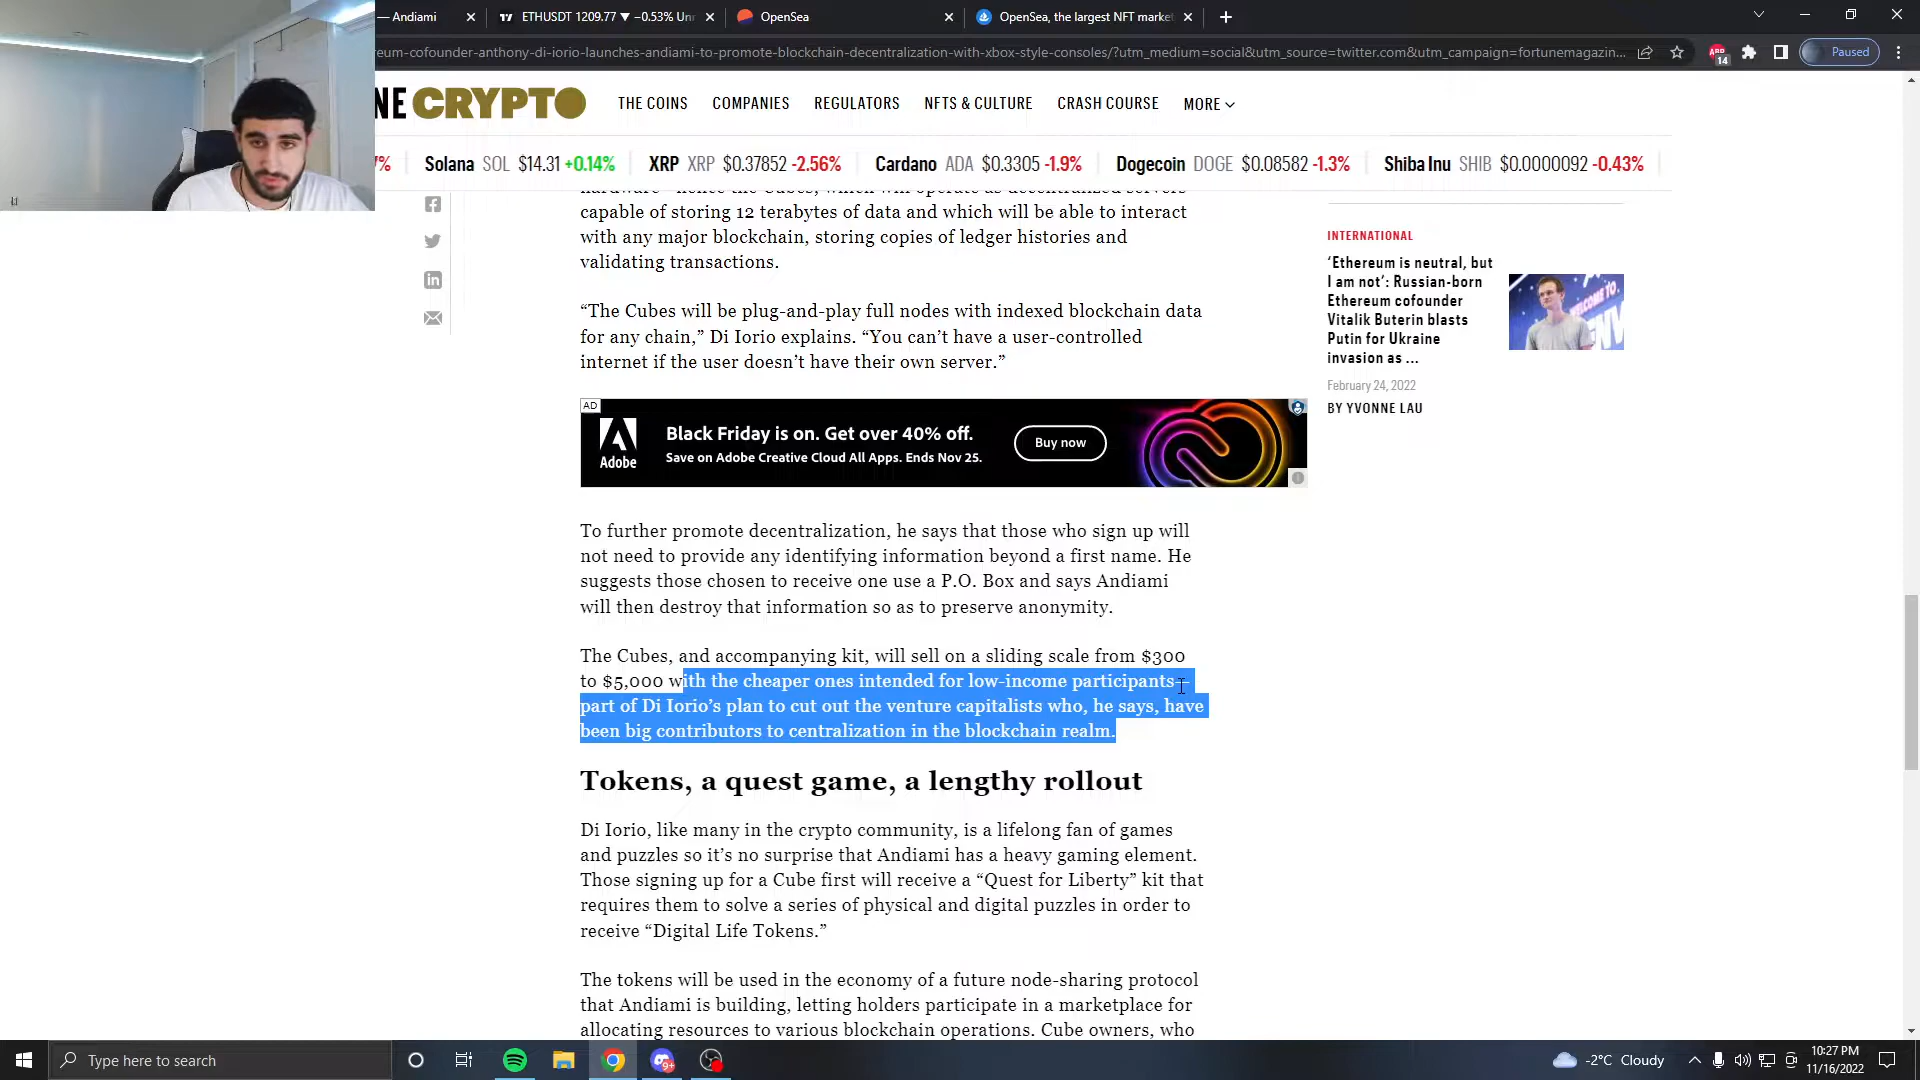 — Andiami
ETHUSDT 1209.77 ▼ −0.53% Unn
OpenSea
OpenSea, the largest NFT marke
eum-cofounder-anthony-di-iorio-launches-andiami-to-promote-blockchain-decentralization-with-xbox-style-consoles/?utm_medium=social&utm_source=twitter.com&utm_campaign=fortunemagazin...
14
Paused
NE CRYPTO
THE COINS
COMPANIES
REGULATORS
NFTS & CULTURE
CRASH COURSE
MORE
7%
Solana SOL $14.31 +0.14%
XRP XRP $0.37852 -2.56%
Cardano ADA $0.3305 -1.9%
Dogecoin DOGE $0.08582 -1.3%
Shiba Inu SHIB $0.0000092 -0.43%
hardware—hence the Cubes, which will operate as decentralized servers
capable of storing 12 terabytes of data and which will be able to interact
with any major blockchain, storing copies of ledger histories and
validating transactions.
“The Cubes will be plug-and-play full nodes with indexed blockchain data
for any chain,” Di Iorio explains. “You can’t have a user-controlled
internet if the user doesn’t have their own server.”
AD
Adobe
Black Friday is on. Get over 40% off.
Save on Adobe Creative Cloud All Apps. Ends Nov 25.
Buy now
To further promote decentralization, he says that those who sign up will
not need to provide any identifying information beyond a first name. He
suggests those chosen to receive one use a P.O. Box and says Andiami
will then destroy that information so as to preserve anonymity.
The Cubes, and accompanying kit, will sell on a sliding scale from $300
to $5,000 with the cheaper ones intended for low-income participants—
part of Di Iorio’s plan to cut out the venture capitalists who, he says, have
been big contributors to centralization in the blockchain realm.
Tokens, a quest game, a lengthy rollout
Di Iorio, like many in the crypto community, is a lifelong fan of games
and puzzles so it’s no surprise that Andiami has a heavy gaming element.
Those signing up for a Cube first will receive a “Quest for Liberty” kit that
requires them to solve a series of physical and digital puzzles in order to
receive “Digital Life Tokens.”
The tokens will be used in the economy of a future node-sharing protocol
that Andiami is building, letting holders participate in a marketplace for
allocating resources to various blockchain operations. Cube owners, who
INTERNATIONAL
‘Ethereum is neutral, but
I am not’: Russian-born
Ethereum cofounder
Vitalik Buterin blasts
Putin for Ukraine
invasion as ...
February 24, 2022
BY YVONNE LAU
Type here to search
9+
-2°C Cloudy
10:27 PM
11/16/2022